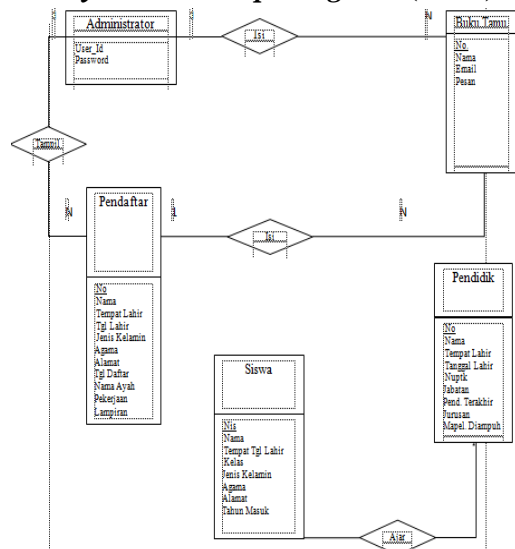 Administrator
User_Id
Password
Isi
N
Buku Tamu
No.
Nama
Email
Pesan
Tampil
N
Pendaftar
No
Nama
Tempat Lahir
Tgl Lahir
Jenis Kelamin
Agama
Alamat
Tgl Daftar
Nama Ayah
Pekerjaan
Lampiran
1
Isi
N
Pendidik
No
Nama
Tempat Lahir
Tanggal Lahir
Nuptk
Jabatan
Pend. Terakhir
Jurusan
Mapel. Diampuh
Siswa
Nis
Nama
Tempat Tgl Lahir
Kelas
Jenis Kelamin
Agama
Alamat
Tahun Masuk
Ajar